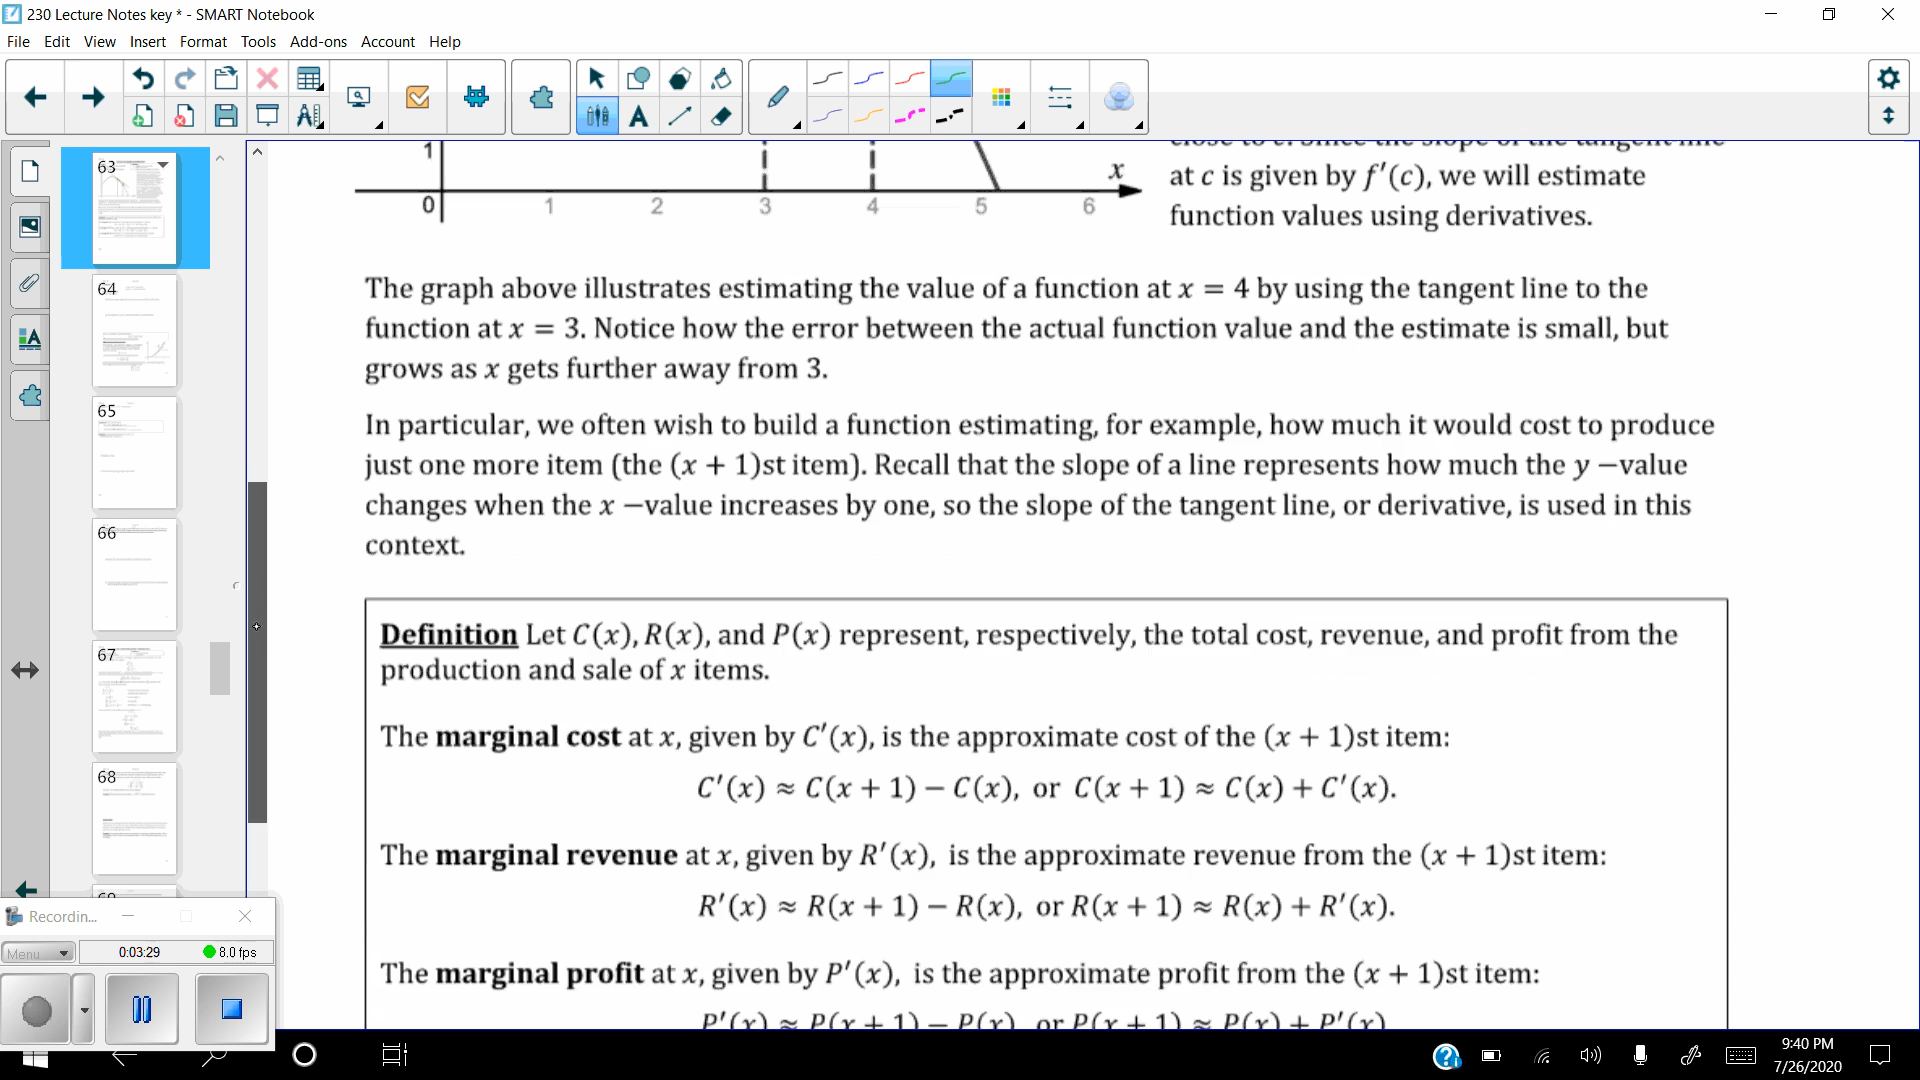 230 Lecture Notes key * - SMART Notebook
File Edit View Insert Format Tools Add-ons Account Help
63
64
65
66
67
68
1
0 1 2 3 4 5 6
x
at c is given by f′(c), we will estimate
function values using derivatives.
The graph above illustrates estimating the value of a function at x = 4 by using the tangent line to the
function at x = 3. Notice how the error between the actual function value and the estimate is small, but
grows as x gets further away from 3.
In particular, we often wish to build a function estimating, for example, how much it would cost to produce
just one more item (the (x + 1)st item). Recall that the slope of a line represents how much the y −value
changes when the x −value increases by one, so the slope of the tangent line, or derivative, is used in this
context.
Definition Let C(x), R(x), and P(x) represent, respectively, the total cost, revenue, and profit from the
production and sale of x items.
The marginal cost at x, given by C′(x), is the approximate cost of the (x + 1)st item:
C′(x) ≈ C(x + 1) − C(x), or C(x + 1) ≈ C(x) + C′(x).
The marginal revenue at x, given by R′(x), is the approximate revenue from the (x + 1)st item:
R′(x) ≈ R(x + 1) − R(x), or R(x + 1) ≈ R(x) + R′(x).
The marginal profit at x, given by P′(x), is the approximate profit from the (x + 1)st item:
P′(x) ≈ P(x + 1) − P(x) or P(x + 1) ≈ P(x) + P′(x)
Recordin...
Menu 0:03:29 8.0 fps
9:40 PM
7/26/2020